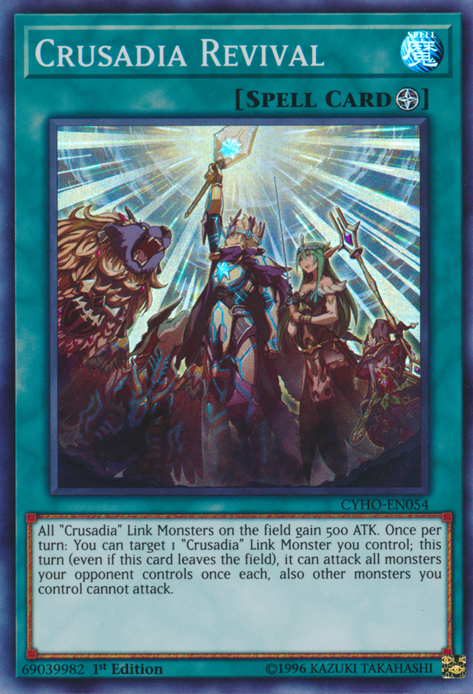 CRUSADIA REVIVAL
SPELL
魔
[SPELL CARD]
CYHO-EN054
All "Crusadia" Link Monsters on the field gain 500 ATK. Once per
turn: You can target 1 "Crusadia" Link Monster you control; this
turn (even if this card leaves the field), it can attack all monsters
your opponent controls once each, also other monsters you
control cannot attack.
69039982 1st Edition ©1996 KAZUKI TAKAHASHI